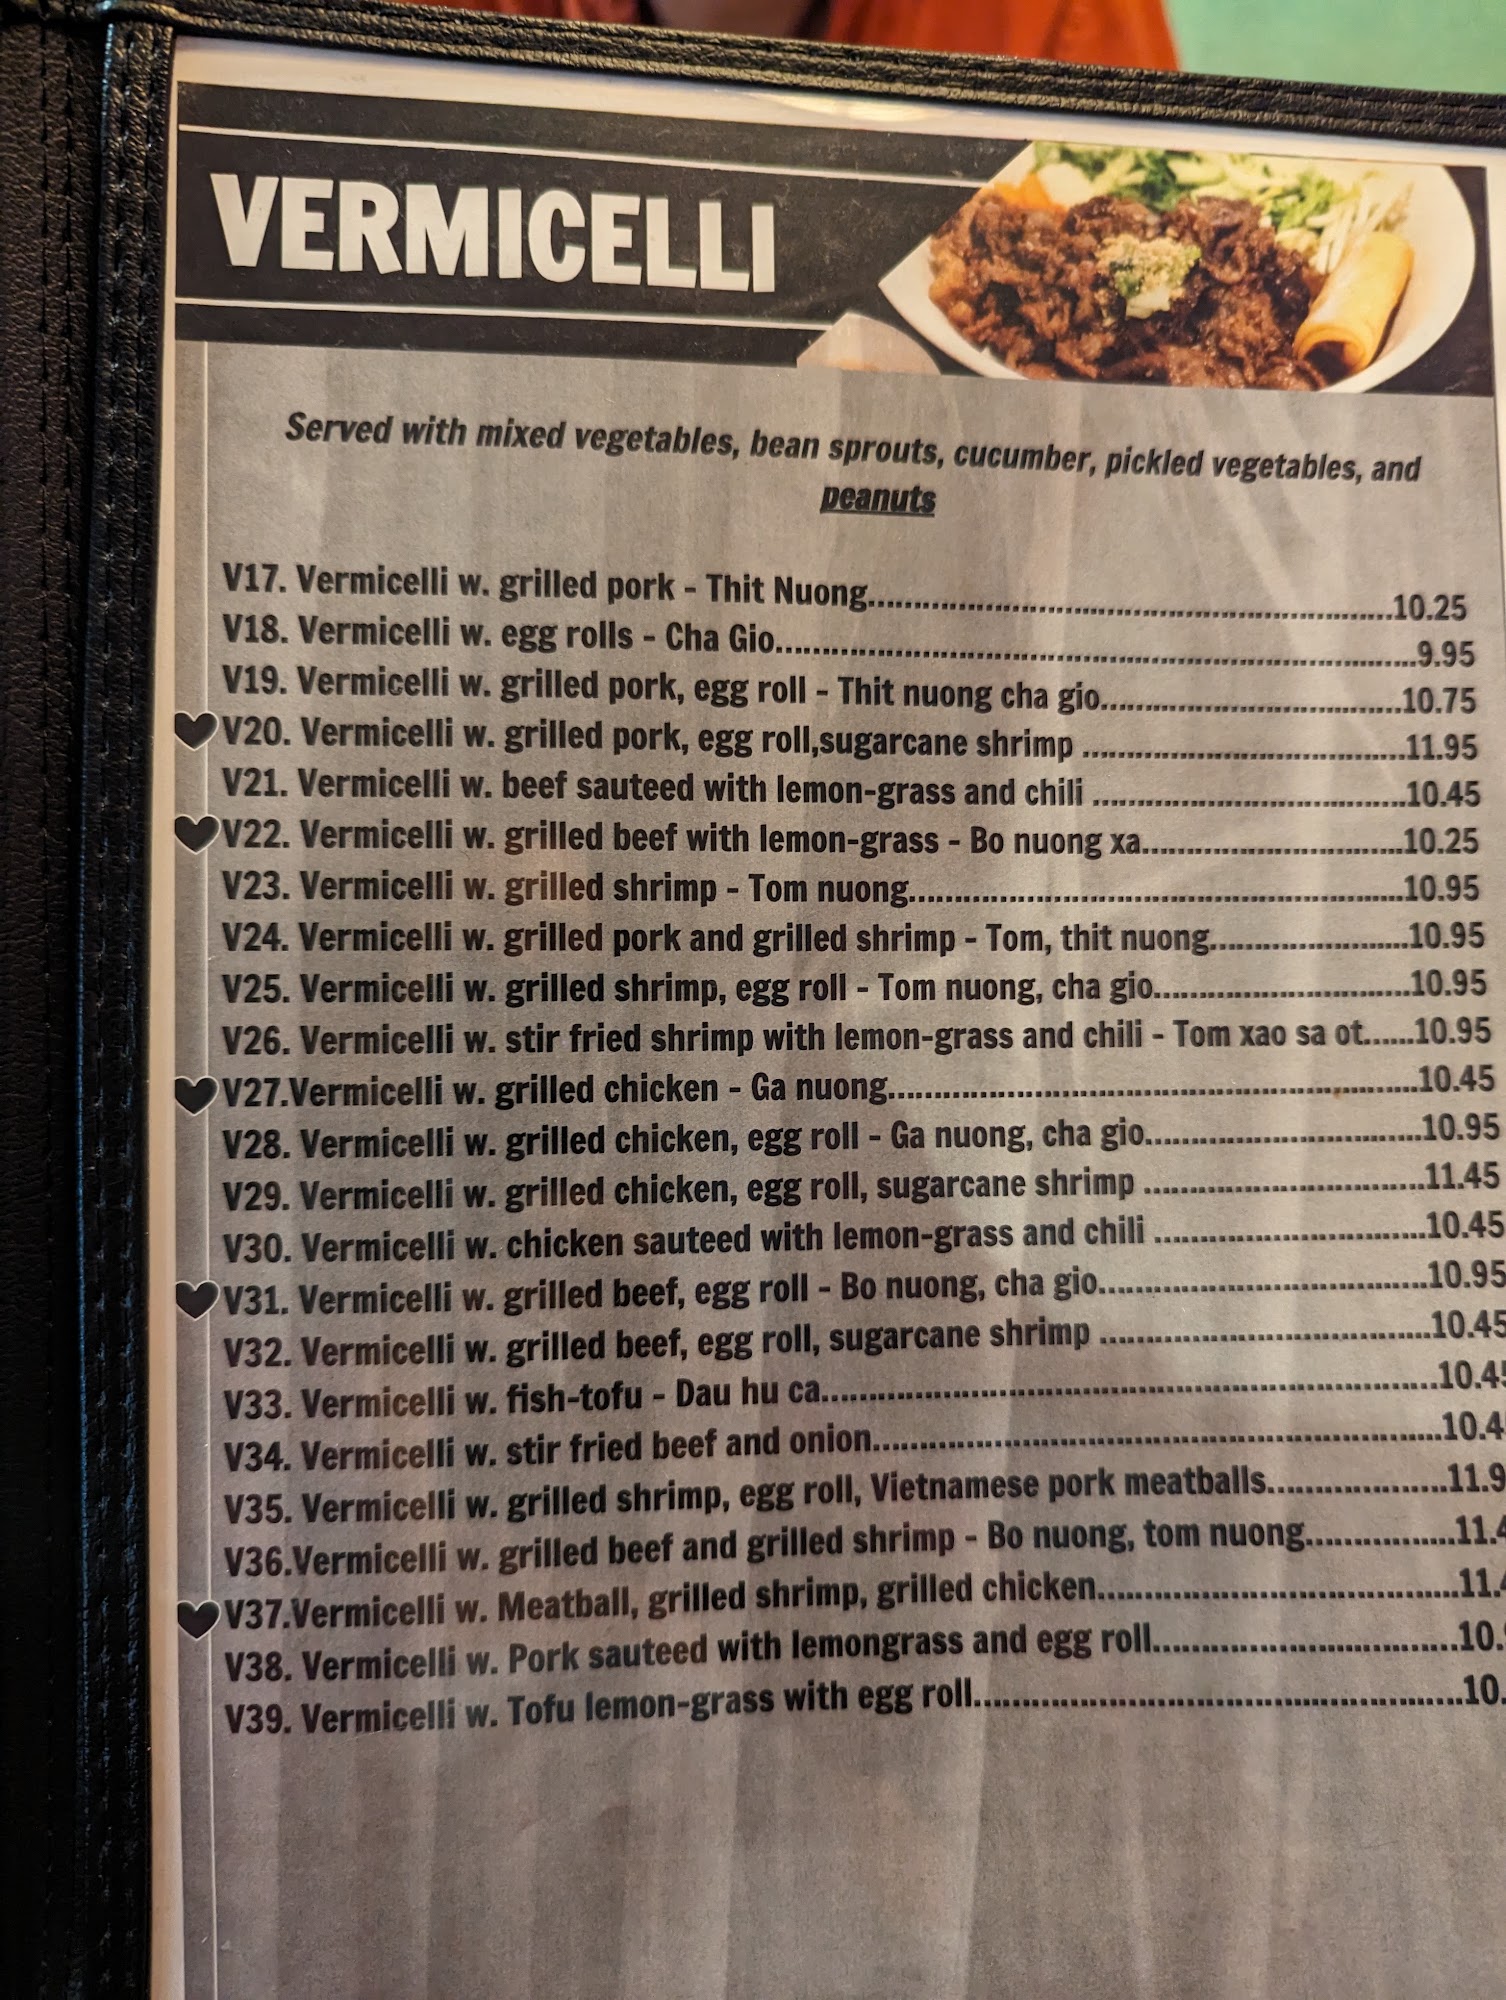 VERMICELLI
Served with mixed vegetables, bean sprouts, cucumber, pickled vegetables, and
peanuts
V17. Vermicelli w. grilled pork - Thit Nuong 10.25
V18. Vermicelli w. egg rolls - Cha Gio 9.95
V19. Vermicelli w. grilled pork, egg roll - Thit nuong cha gio 10.75
V20. Vermicelli w. grilled pork, egg roll,sugarcane shrimp 11.95
V21. Vermicelli w. beef sauteed with lemon-grass and chili 10.45
V22. Vermicelli w. grilled beef with lemon-grass - Bo nuong xa 10.25
V23. Vermicelli w. grilled shrimp - Tom nuong 10.95
V24. Vermicelli w. grilled pork and grilled shrimp - Tom, thit nuong 10.95
V25. Vermicelli w. grilled shrimp, egg roll - Tom nuong, cha gio 10.95
V26. Vermicelli w. stir fried shrimp with lemon-grass and chili - Tom xao sa ot 10.95
V27.Vermicelli w. grilled chicken - Ga nuong 10.45
V28. Vermicelli w. grilled chicken, egg roll - Ga nuong, cha gio 10.95
V29. Vermicelli w. grilled chicken, egg roll, sugarcane shrimp 11.45
V30. Vermicelli w. chicken sauteed with lemon-grass and chili 10.45
V31. Vermicelli w. grilled beef, egg roll - Bo nuong, cha gio 10.95
V32. Vermicelli w. grilled beef, egg roll, sugarcane shrimp 10.45
V33. Vermicelli w. fish-tofu - Dau hu ca 10.45
V34. Vermicelli w. stir fried beef and onion 10.4
V35. Vermicelli w. grilled shrimp, egg roll, Vietnamese pork meatballs 11.9
V36.Vermicelli w. grilled beef and grilled shrimp - Bo nuong, tom nuong 11.4
V37.Vermicelli w. Meatball, grilled shrimp, grilled chicken 11.4
V38. Vermicelli w. Pork sauteed with lemongrass and egg roll 10.
V39. Vermicelli w. Tofu lemon-grass with egg roll 10.